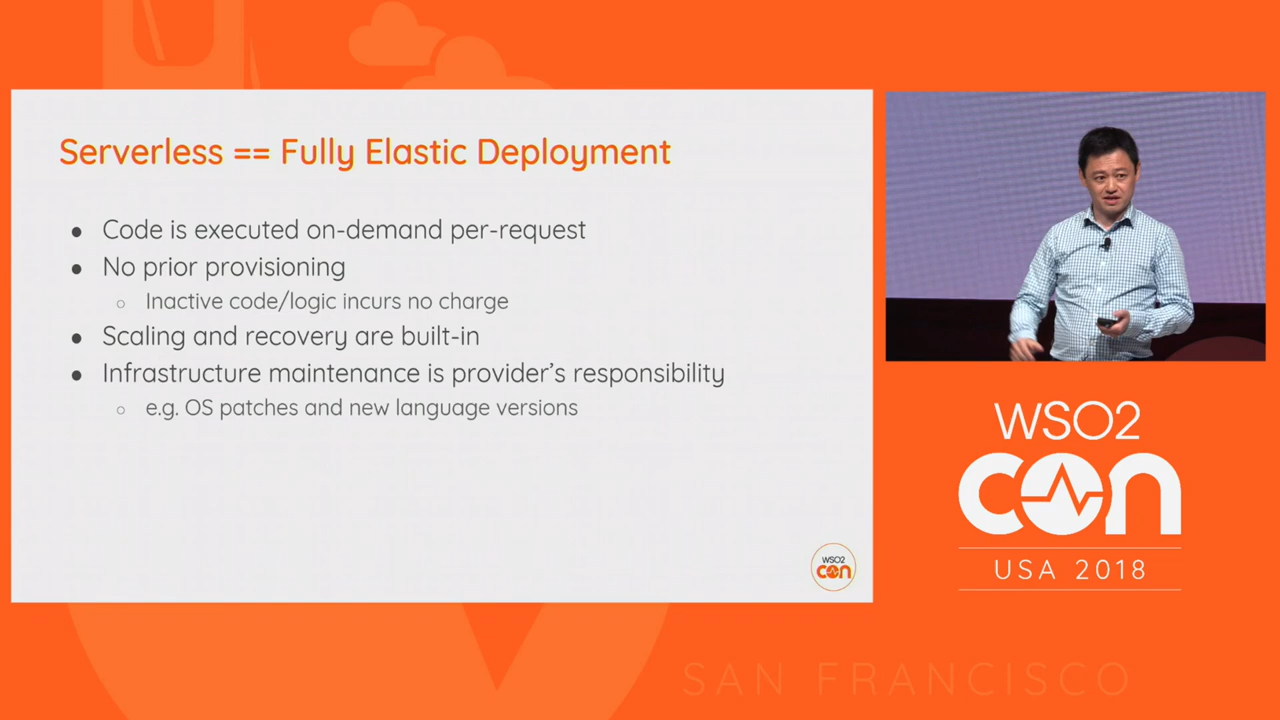 Serverless == Fully Elastic Deployment
● Code is executed on-demand per-request
● No prior provisioning
○ Inactive code/logic incurs no charge
● Scaling and recovery are built-in
● Infrastructure maintenance is provider’s responsibility
○ e.g. OS patches and new language versions
WSO2
con
WSO2
con
USA 2018
SAN FRANCISCO